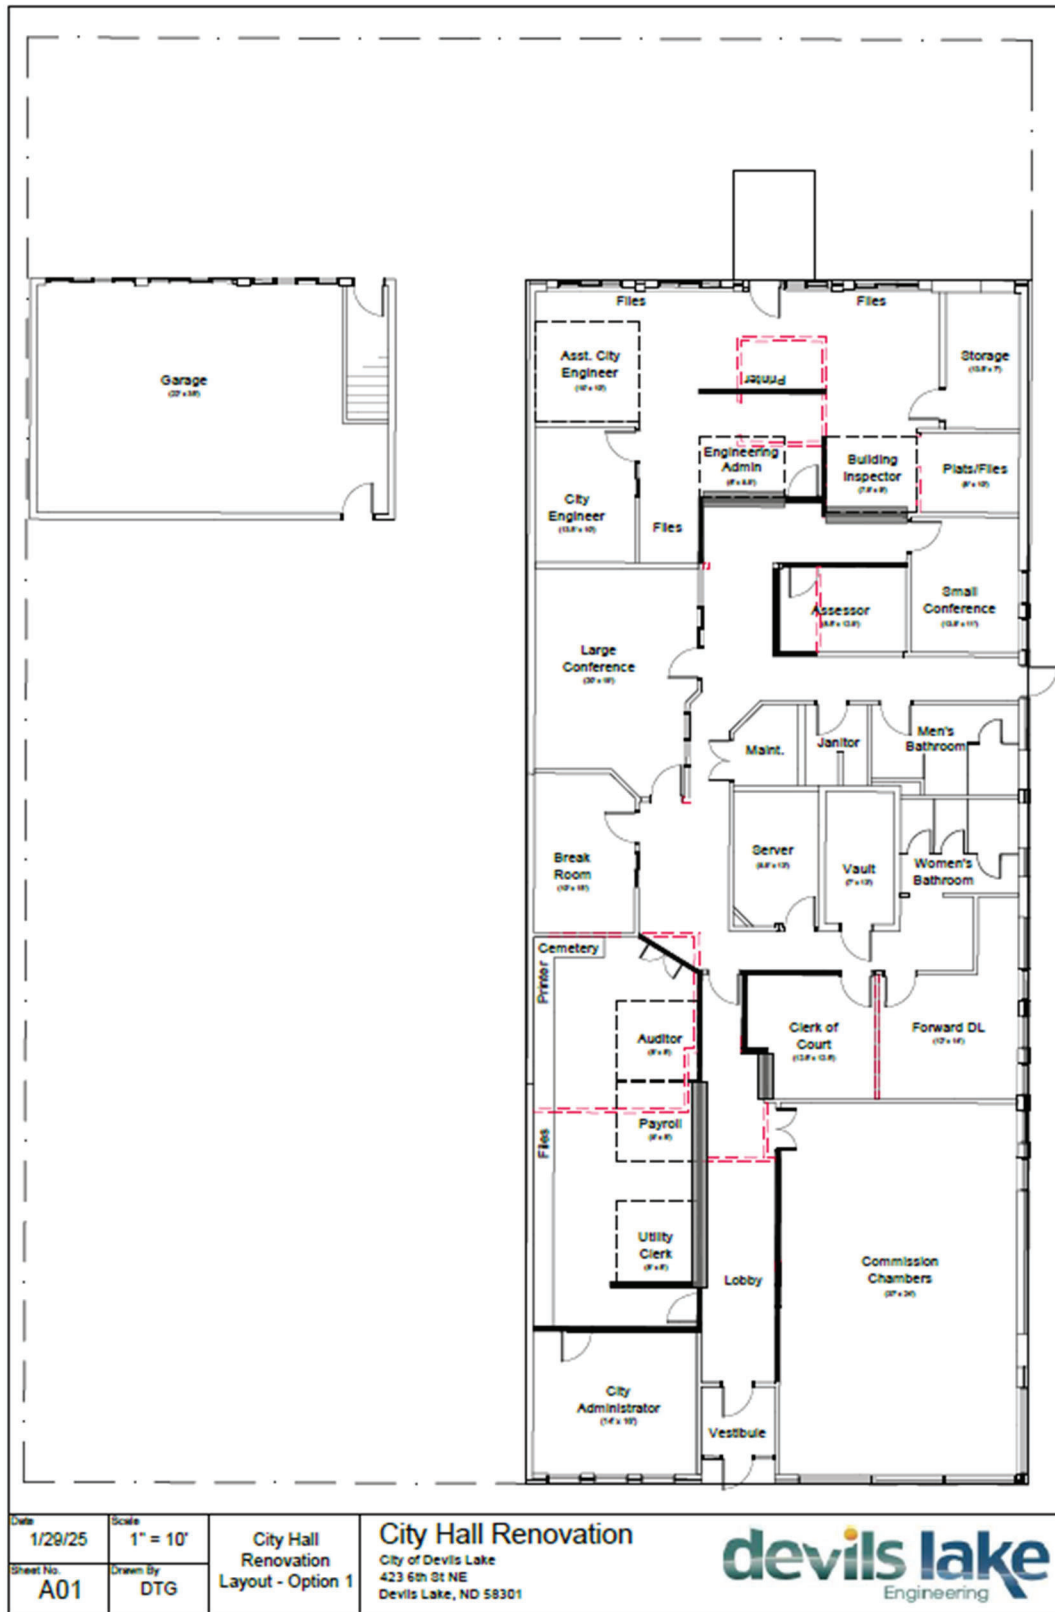 Files
Files
Asst. City
Engineer
Printer
Storage
Garage
Engineering
Admin
Building
Inspector
Plats/Files
City
Engineer
Files
Assessor
Small
Conference
Large
Conference
Maint.
Janitor
Men's
Bathroom
Break
Room
Server
Vault
Women's
Bathroom
Cemetery
Printer
Auditor
Clerk of
Court
Forward DL
Payroll
Files
Utility
Clerk
Lobby
Commission
Chambers
City
Administrator
Vestibule
Date
1/29/25
Scale
1" = 10'
Sheet No.
A01
Drawn By
DTG
City Hall
Renovation
Layout - Option 1
City Hall Renovation
City of Devils Lake
423 6th St NE
Devils Lake, ND 58301
devils lake
Engineering